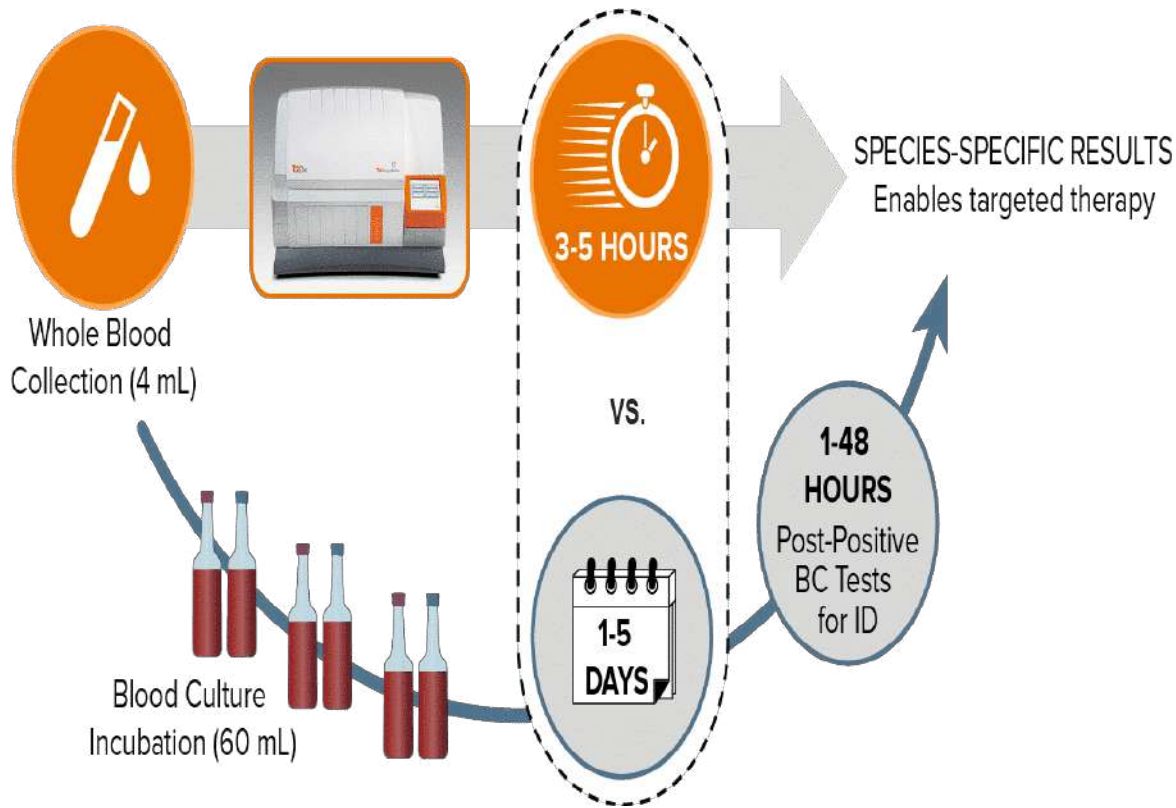 SPECIES-SPECIFIC RESULTS
Enables targeted therapy
3-5 HOURS
Whole Blood
Collection (4 mL)
VS.
1-48
HOURS
Post-Positive
BC Tests
for ID
1-5
DAYS
Blood Culture
Incubation (60 mL)